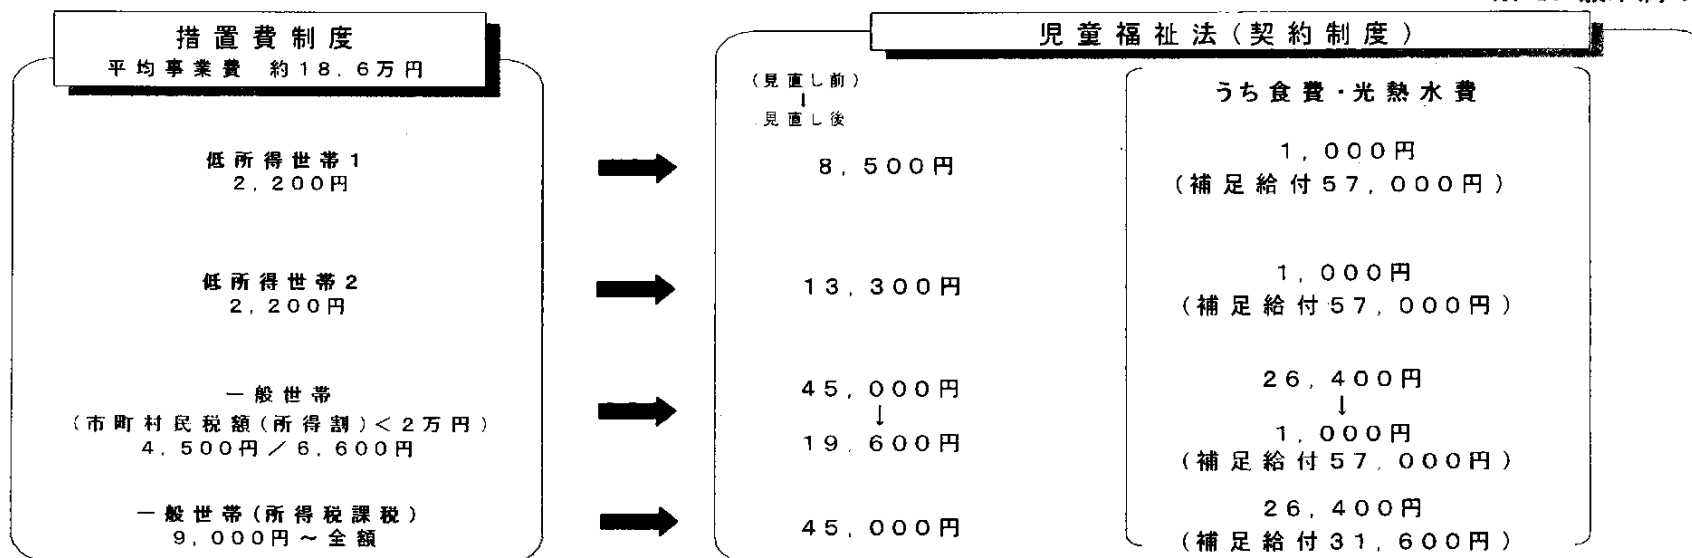 措置費制度
平均事業費 約18.6万円
低所得世帯1
2,200円
低所得世帯2
2,200円
一般世帯
(市町村民税額(所得割)<2万円)
4,500円/6,600円
一般世帯(所得税課税)
9,000円~全額
児童福祉法(契約制度)
(見直し前)
↓
見直し後
8,500円
13,300円
45,000円
↓
19,600円
45,000円
うち食費・光熱水費
1,000円
(補足給付57,000円)
1,000円
(補足給付57,000円)
26,400円
↓
1,000円
(補足給付57,000円)
26,400円
(補足給付31,600円)